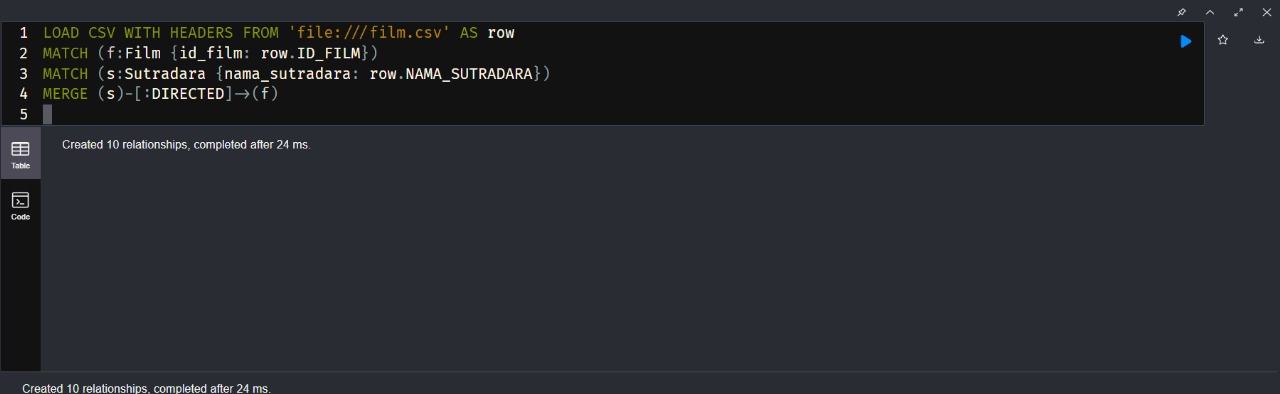 1 LOAD CSV WITH HEADERS FROM 'file:///film.csv' AS row
2 MATCH (f:Film {id_film: row.ID_FILM})
3 MATCH (s:Sutradara {nama_sutradara: row.NAMA_SUTRADARA})
4 MERGE (s)-[:DIRECTED]->(f)
5
Created 10 relationships, completed after 24 ms.
Table
Code
Created 10 relationships, completed after 24 ms.